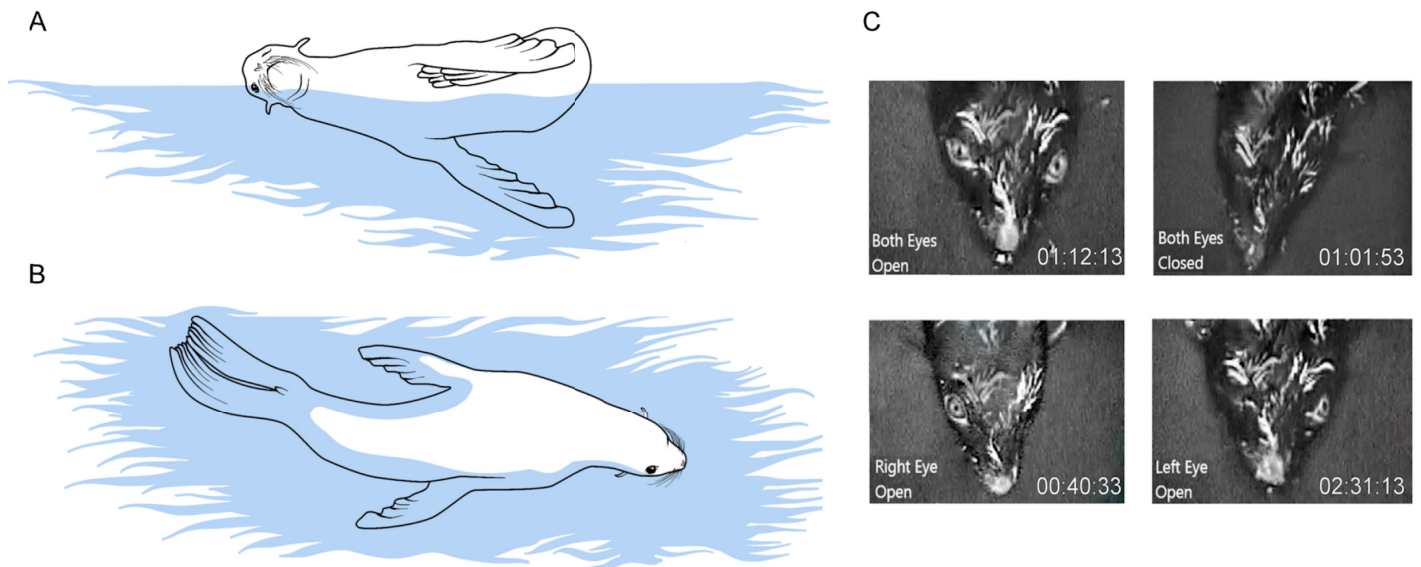 A
B
C
Both Eyes
Open
01:12:13
Both Eyes
Closed
01:01:53
Right Eye
Open
00:40:33
Left Eye
Open
02:31:13